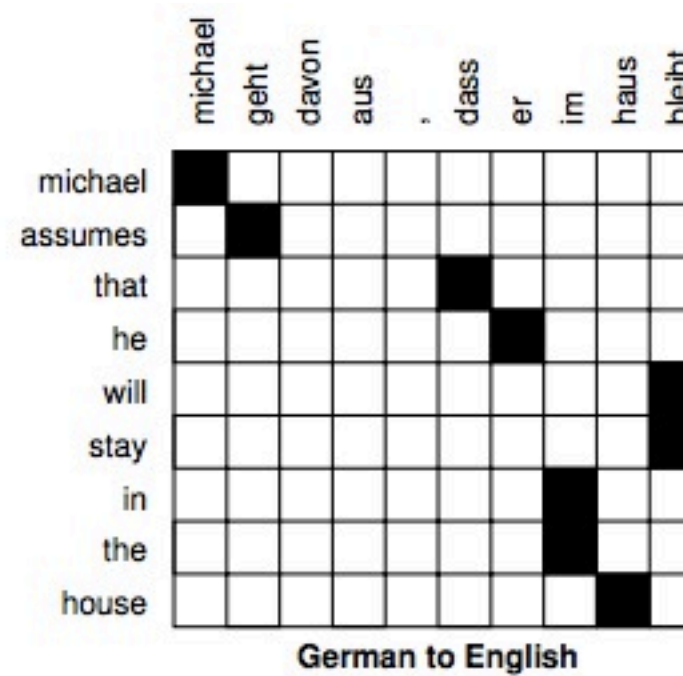 michael
geht
davon
aus
,
dass
er
im
haus
bleibt
michael
assumes
that
he
will
stay
in
the
house
German to English